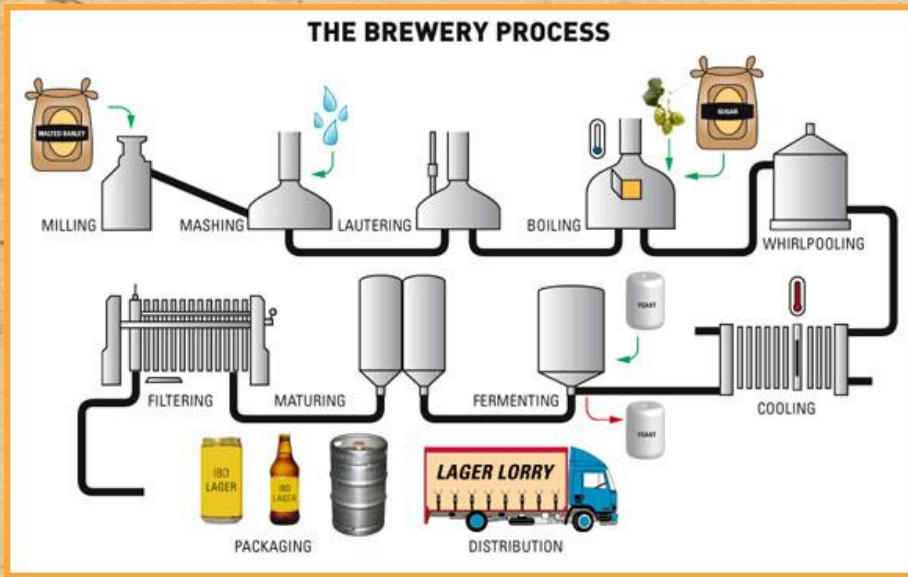 THE BREWERY PROCESS
MALTED BARLEY
SUGAR
MILLING
MASHING
LAUTERING
BOILING
WHIRLPOOLING
YEAST
FILTERING
MATURING
FERMENTING
COOLING
YEAST
IBD
LAGER
IBD
LAGER
LAGER LORRY
PACKAGING
DISTRIBUTION